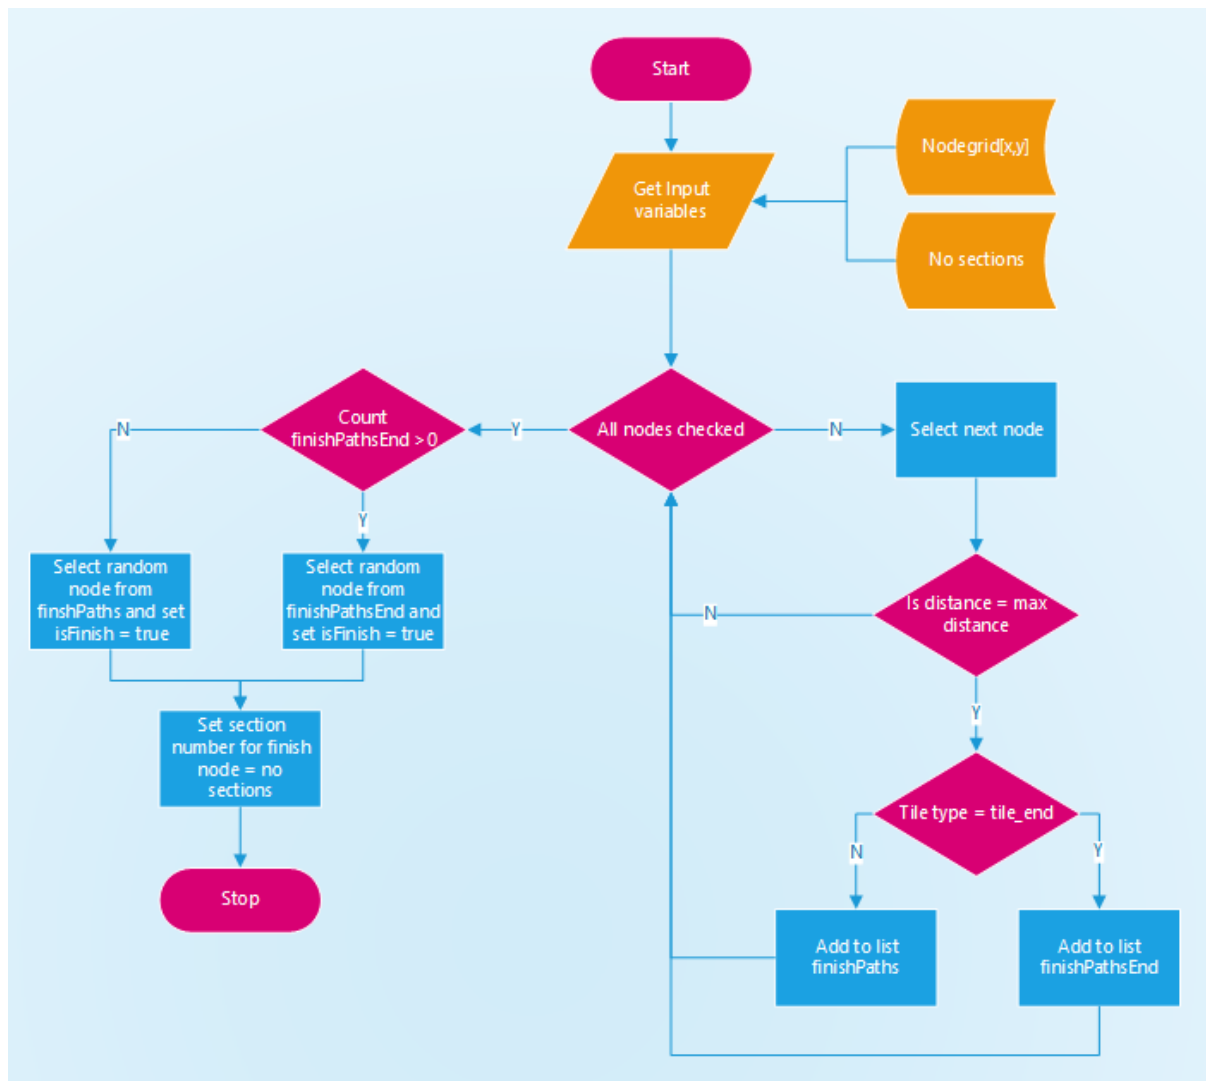 Start
Nodegrid[x,y]
Get Input
variables
No sections
Count
finishPathsEnd >0
N
Y
All nodes checked
N
Select next node
Y
Select random
node from
finshPaths and set
isFinish = true
Select random
node from
finishPathsEnd and
set isFinish = true
N
Is distance = max
distance
Y
Set section
number for finish
node = no
sections
Tile type = tile_end
N
Y
Stop
Add to list
finishPaths
Add to list
finishPathsEnd